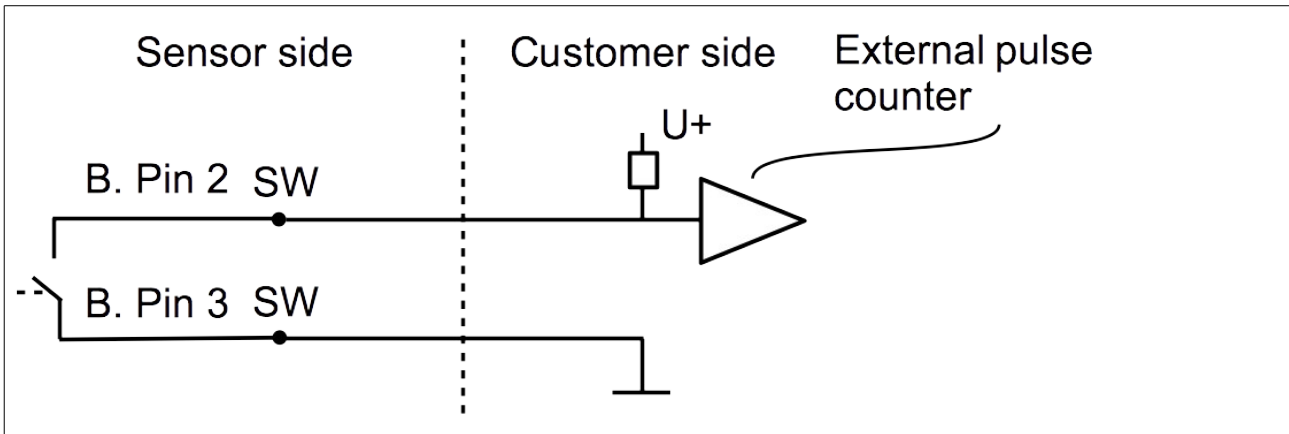 Sensor side
Customer side
External pulse
counter
U+
B. Pin 2 SW
B. Pin 3 SW